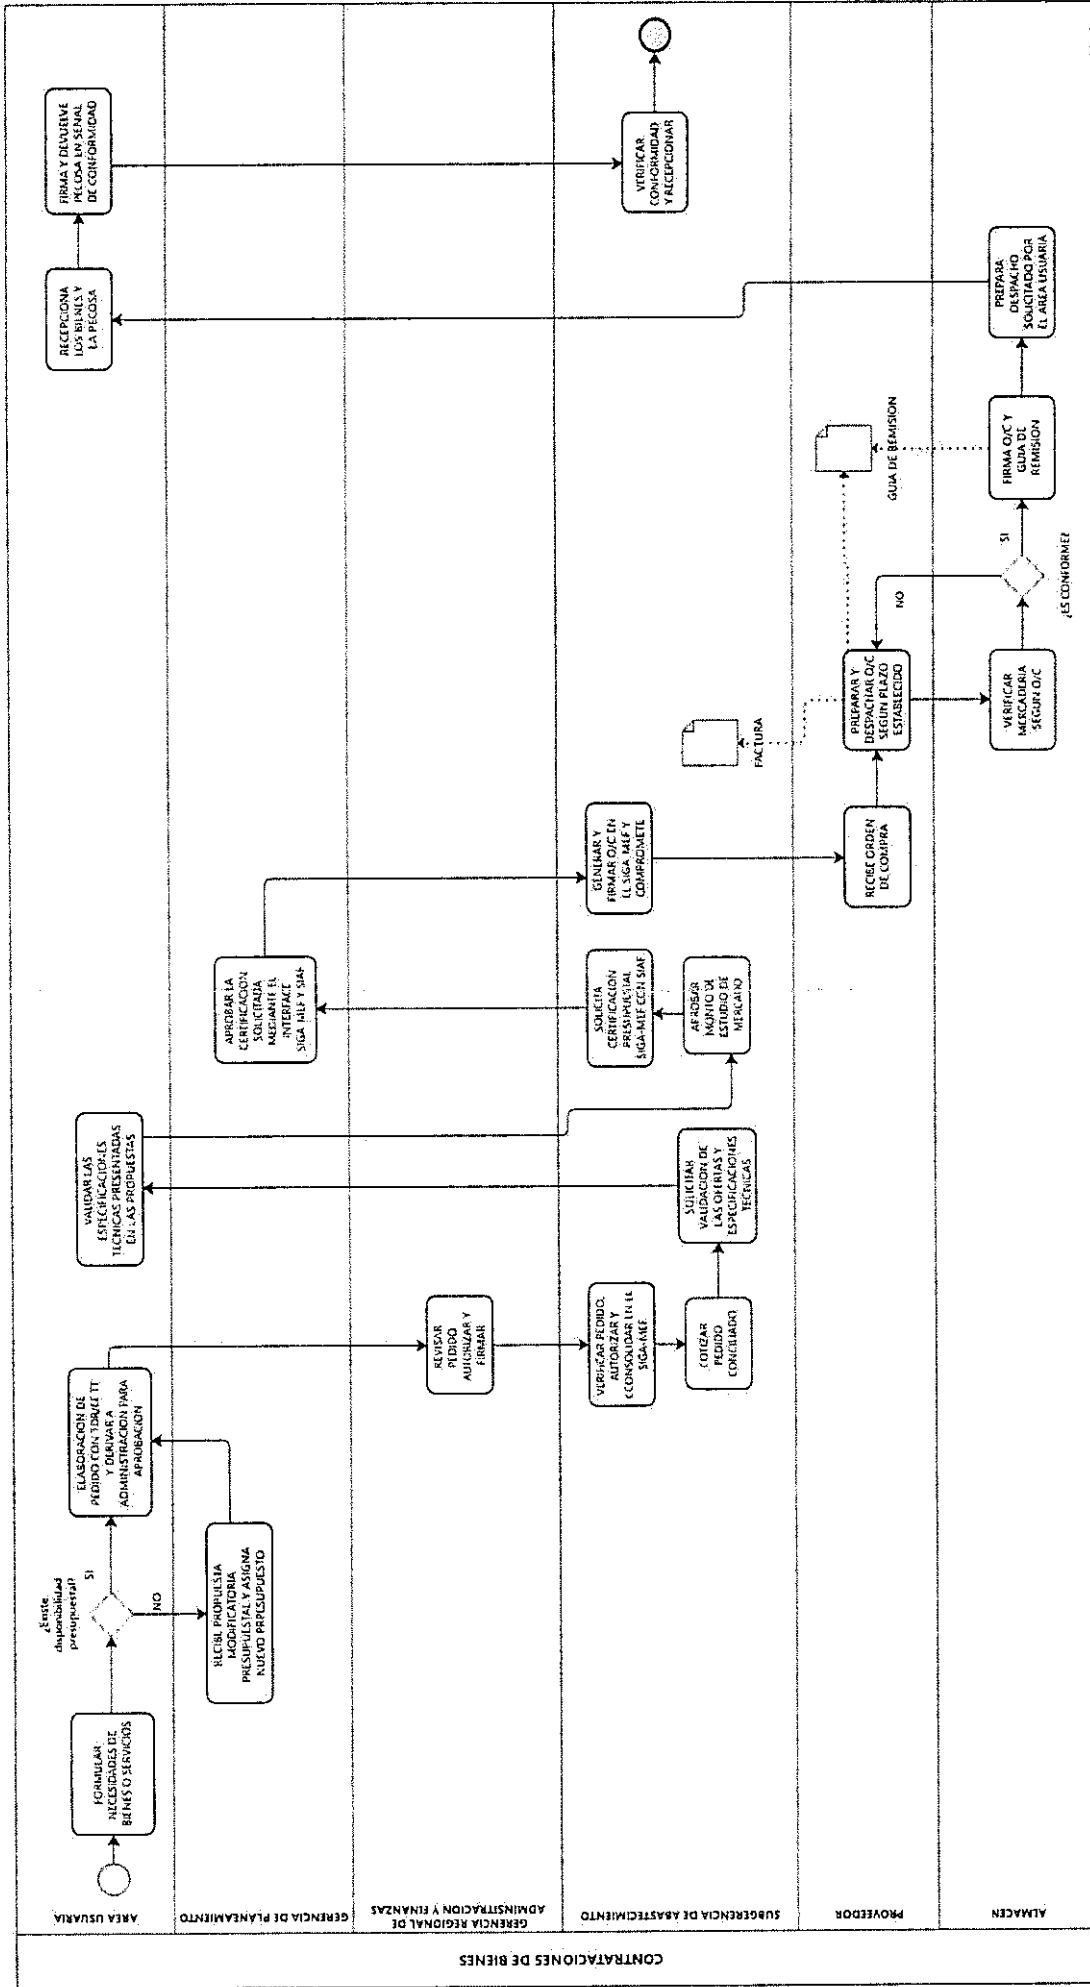 CONTRATACIONES DE BIENES
AREA USUARIA
FORMULAR
NECESIDADES DE
BIENES O SERVICIOS
¿Existe
disponibilidad
presupuestal?
SI
NO
ELABORACION DE
PEDIDO CON TDR/EETT
Y DERIVAR A
ADMINISTRACION PARA
APROBACION
VALIDAR LAS
ESPECIFICACIONES
TECNICAS PRESENTADAS
EN LAS PROPUESTAS
RECEPCIONA
LOS BIENES Y
LA PECOSA
FIRMA Y DEVUELVE
PECOSA EN SEÑAL
DE CONFORMIDAD
GERENCIA DE PLANEAMIENTO
RECIBE PROPUESTA
MODIFICATORIA
PRESUPUESTAL Y ASIGNA
NUEVO PRPESUPUESTO
APROBAR LA
CERTIFICACION
SOLICITADA
MEDIANTE EL
INTERFACE
SIGA-MEF Y SIAF
GERENCIA REGIONAL DE
ADMINSITRACION Y FINANZAS
REVISAR
PEDIDO
AUTORIZAR Y
FIRMAR
SUBGERENCIA DE ABASTECIMIENTO
VERIFICAR PEDIDO,
AUTORIZAR Y
CCONSOLIDAR EN EL
SIGA-MEF.
COTIZAR
PEDIDO
CONCILIADO
SOLICITAR
VALIDACION DE
LAS OFERTAS Y
ESPECIFICACIONES
TECNICAS
APROBAR
MONTO DE
ESTUDIO DE
MERCADO
SOLICITA
CERTIFICACION
PRESUPUESTAL
SIGA-MEF CON SIAF
GENERAR Y
FIRMAR O/C EN
EL SIGA-MEF Y
COMPROMETE
FACTURA
VERIFICAR
CONFORMIDAD
Y RECEPCIONAR
PROVEEDOR
RECIBE ORDEN
DE COMPRA
PREPARAR Y
DESPACHAR O/C
SEGUN PLAZO
ESTABLECIDO
GUIA DE REMISION
NO
ALMACEN
VERIFICAR
MERCADERIA
SEGUN O/C
¿ES CONFORME?
SI
FIRMA O/C Y
GUIA DE
REMISION
PREPARA
DESPACHO
SOLICITADO POR
EL AREA USUARIA